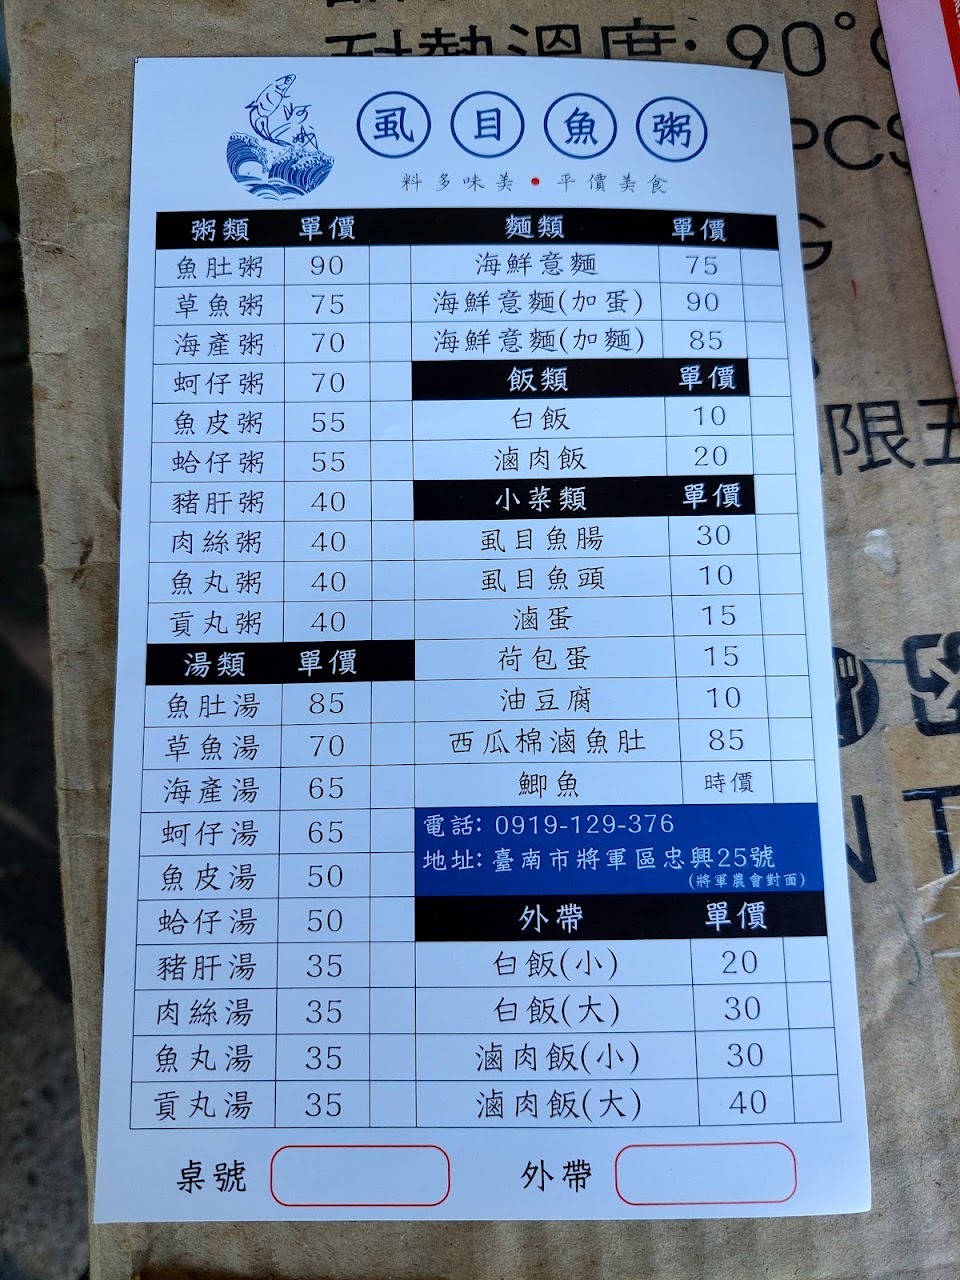 耐熱溫度: 90°C
PCS
阿娥
虱目魚粥
料多味美•平價美食
粥類 單價
魚肚粥 90
草魚粥 75
海產粥 70
蚵仔粥 70
魚皮粥 55
蛤仔粥 55
豬肝粥 40
肉絲粥 40
魚丸粥 40
貢丸粥 40
湯類 單價
魚肚湯 85
草魚湯 70
海產湯 65
蚵仔湯 65
魚皮湯 50
蛤仔湯 50
豬肝湯 35
肉絲湯 35
魚丸湯 35
貢丸湯 35
麵類 單價
海鮮意麵 75
海鮮意麵(加蛋) 90
海鮮意麵(加麵) 85
飯類 單價
白飯 10
滷肉飯 20
小菜類 單價
虱目魚腸 30
虱目魚頭 10
滷蛋 15
荷包蛋 15
油豆腐 10
西瓜棉滷魚肚 85
鯽魚 時價
電話: 0919-129-376
地址: 臺南市將軍區忠興25號
(將軍農會對面)
外帶 單價
白飯(小) 20
白飯(大) 30
滷肉飯(小) 30
滷肉飯(大) 40
桌號
外帶
G
限五
NT